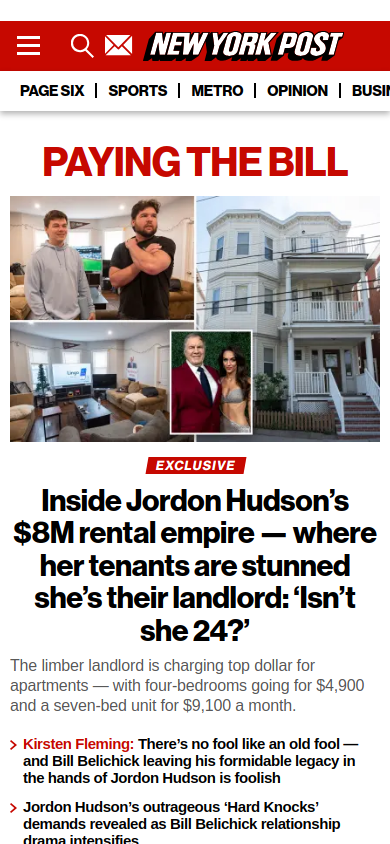 NEW YORK POST
PAGE SIX | SPORTS | METRO | OPINION | BUSIN
PAYING THE BILL
EXCLUSIVE
Inside Jordon Hudson’s
$8M rental empire — where
her tenants are stunned
she’s their landlord: ‘Isn’t
she 24?’
The limber landlord is charging top dollar for
apartments — with four-bedrooms going for $4,900
and a seven-bed unit for $9,100 a month.
Kirsten Fleming: There’s no fool like an old fool —
and Bill Belichick leaving his formidable legacy in
the hands of Jordon Hudson is foolish
Jordon Hudson’s outrageous ‘Hard Knocks’
demands revealed as Bill Belichick relationship
drama intensifies